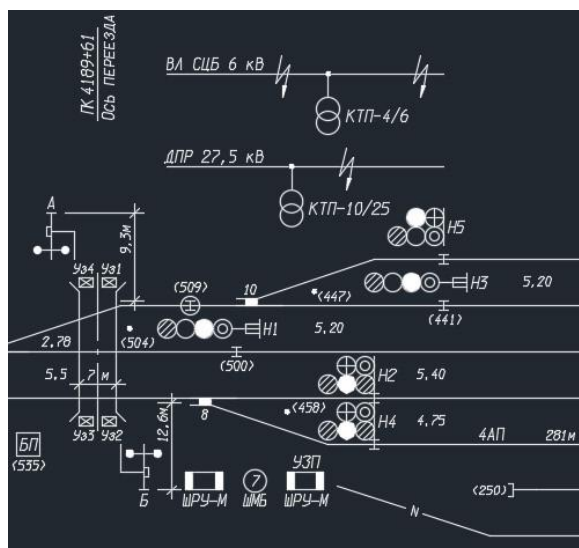 ПК 4189+61
ОСЬ ПЕРЕЕЗДА
ВЛ СЦБ 6 кВ
КТП-4/6
ДПР 27,5 кВ
КТП-10/25
А
9,3м
Н5
Уз4 Уз1
(509)
10
(447)
Н3
5,20
(504)
Н1
5,20
(441)
2,78
(500)
5,5
7 м
Н2
5,40
Уз3 Уз2
12,6м
8
(458)
Н4
4,75
4АП
281м
БП
(535)
Б
ШРУ-М
7
ШМБ
УЗП
ШРУ-М
(250)
N